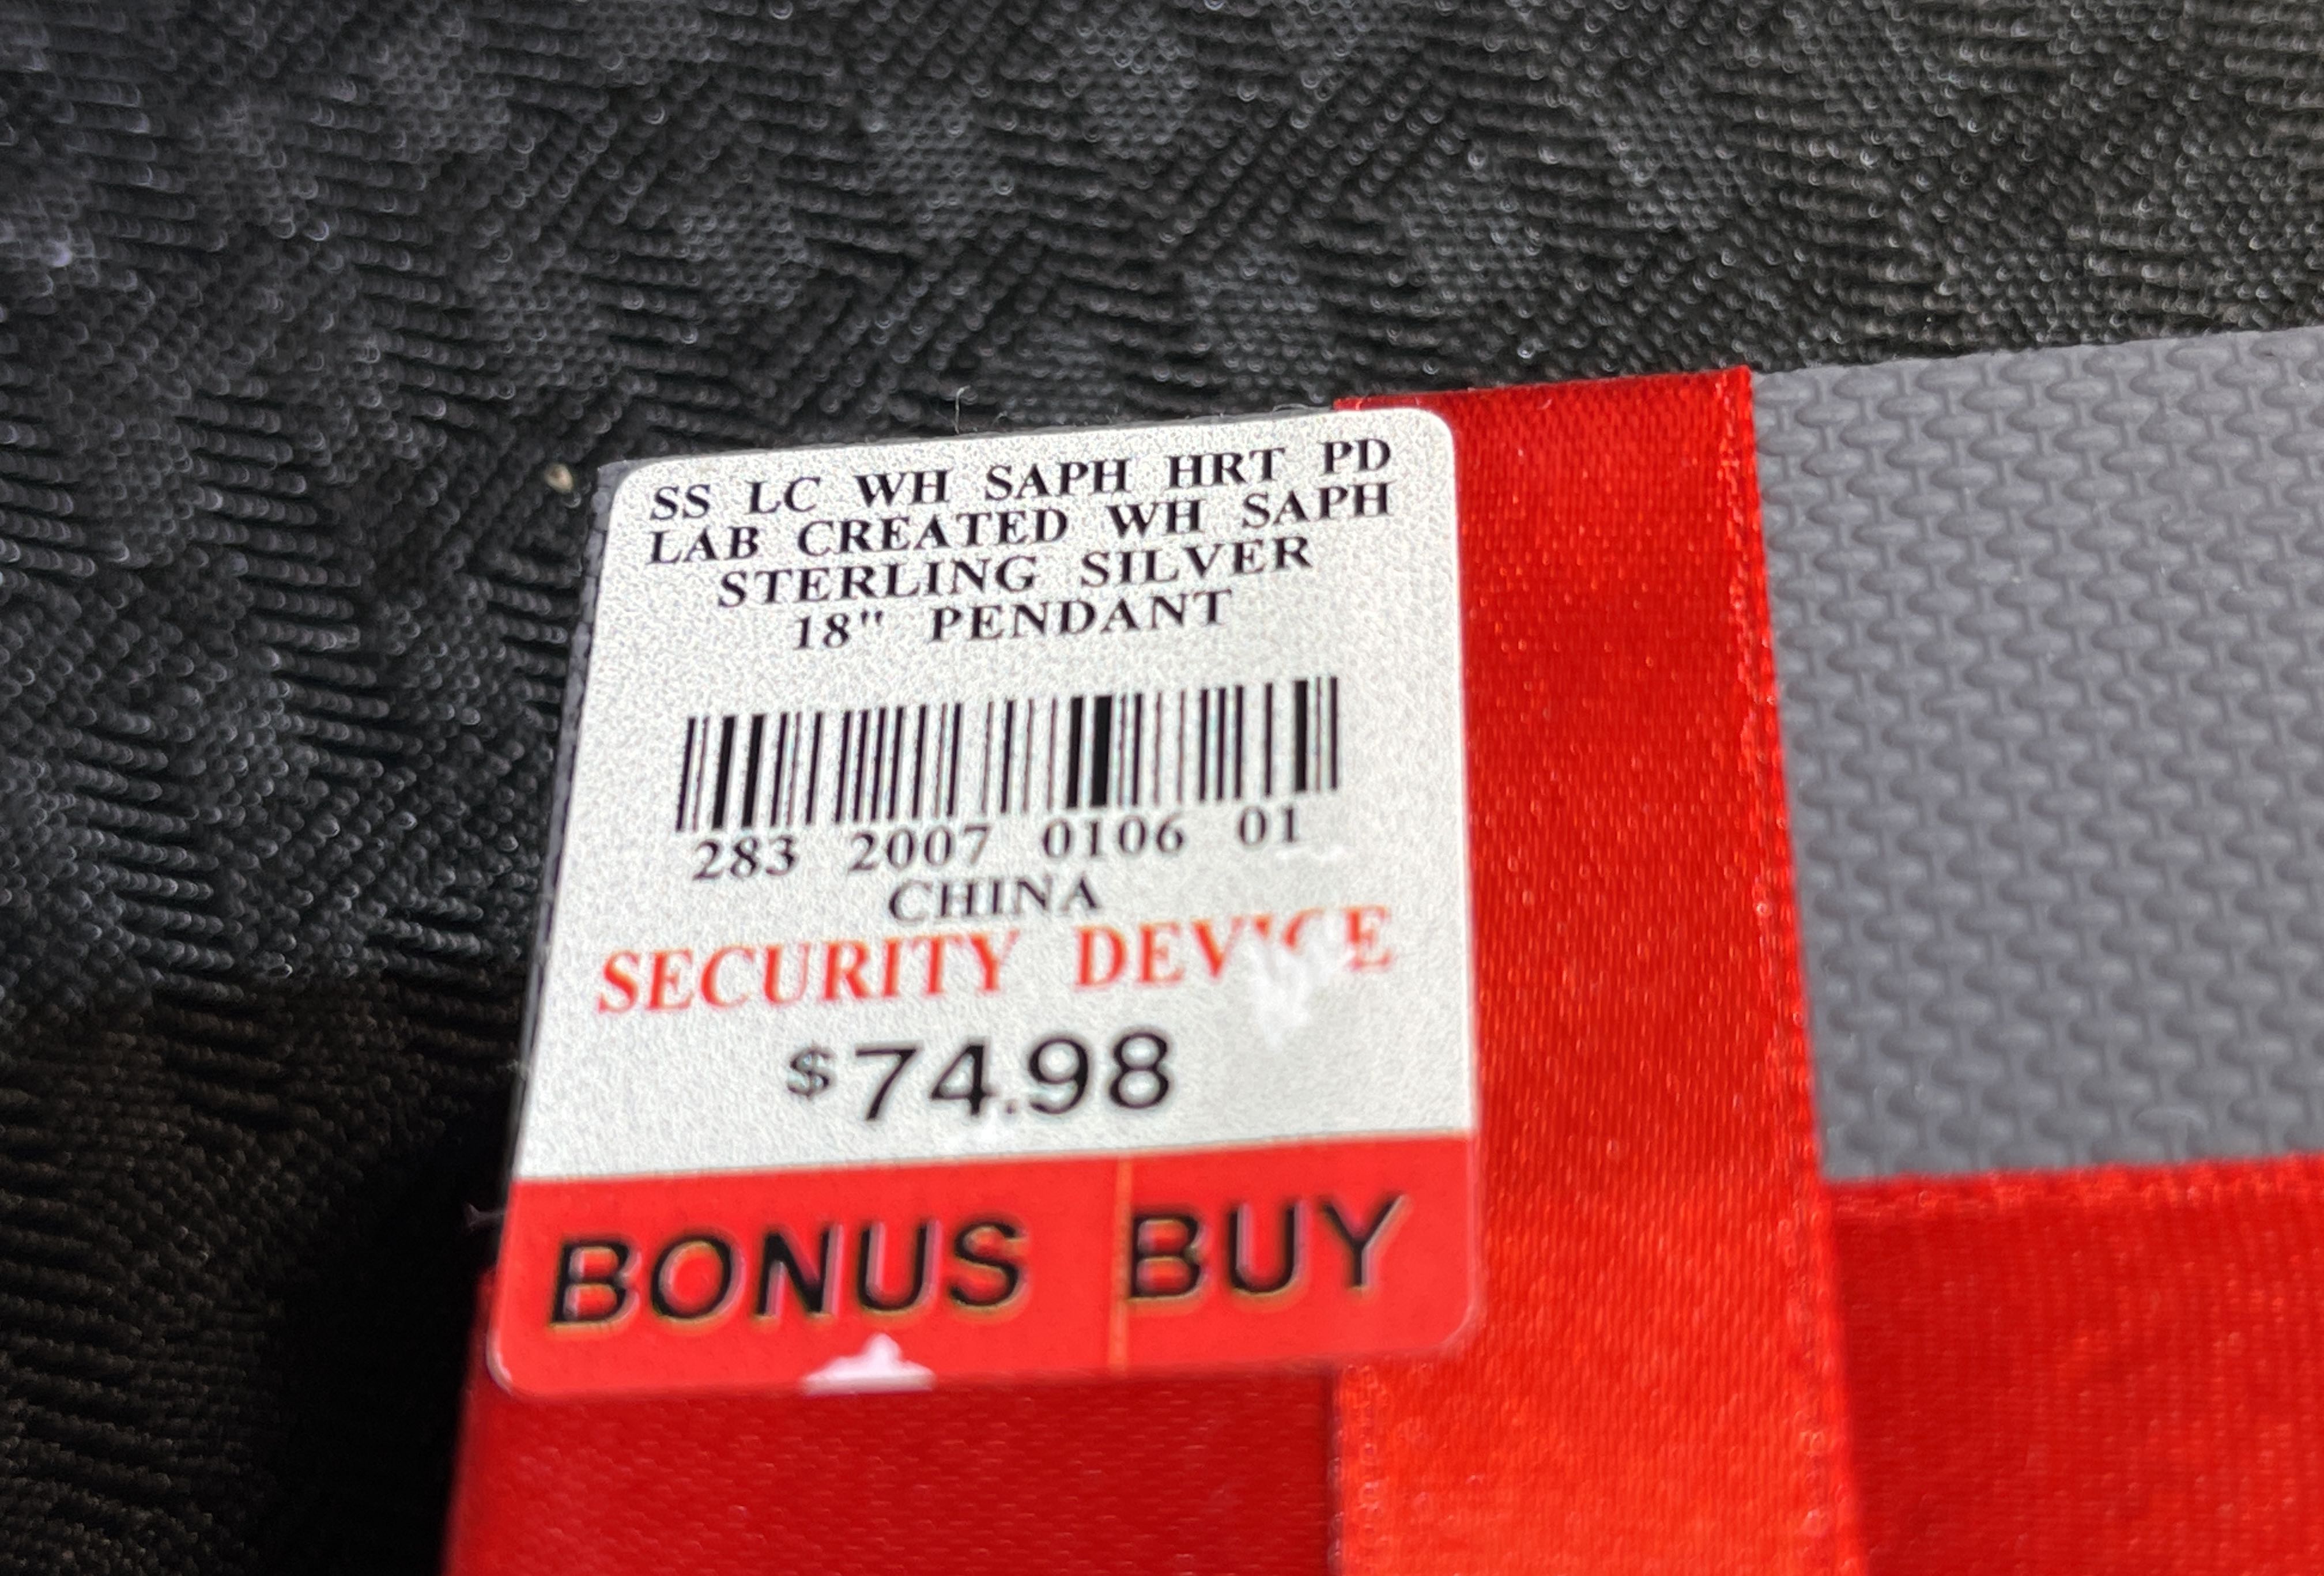 SS LC WH SAPH HRT PD
LAB CREATED WH SAPH
STERLING SILVER
18" PENDANT
283 2007 0106 01
CHINA
SECURITY DEVICE
$74.98
BONUS BUY